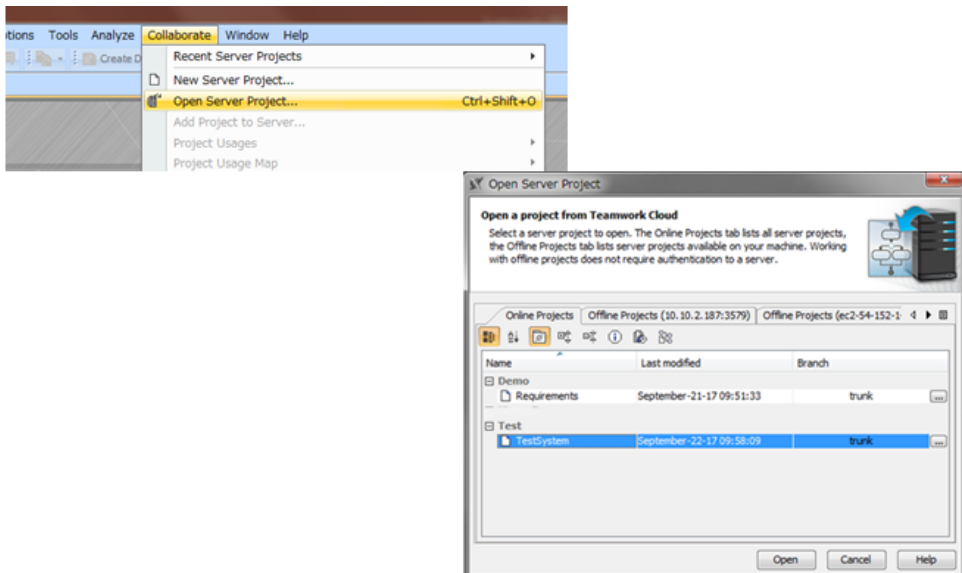 Tools Analyze Collaborate Window Help
Create D
Recent Server Projects
New Server Project...
Open Server Project... Ctrl+Shift+O
Add Project to Server...
Project Usages
Project Usage Map
Open Server Project
Open a project from Teamwork Cloud
Select a server project to open. The Online Projects tab lists all server projects,
the Offline Projects tab lists server projects available on your machine. Working
with offline projects does not require authentication to a server.
Online Projects Offline Projects (10.10.2.187:3579) Offline Projects (ec2-54-152-1
Name Last modified Branch
Demo
Requirements September-21-17 09:51:33 trunk ...
Test
TestSystem September-22-17 09:58:09 trunk ...
Open Cancel Help